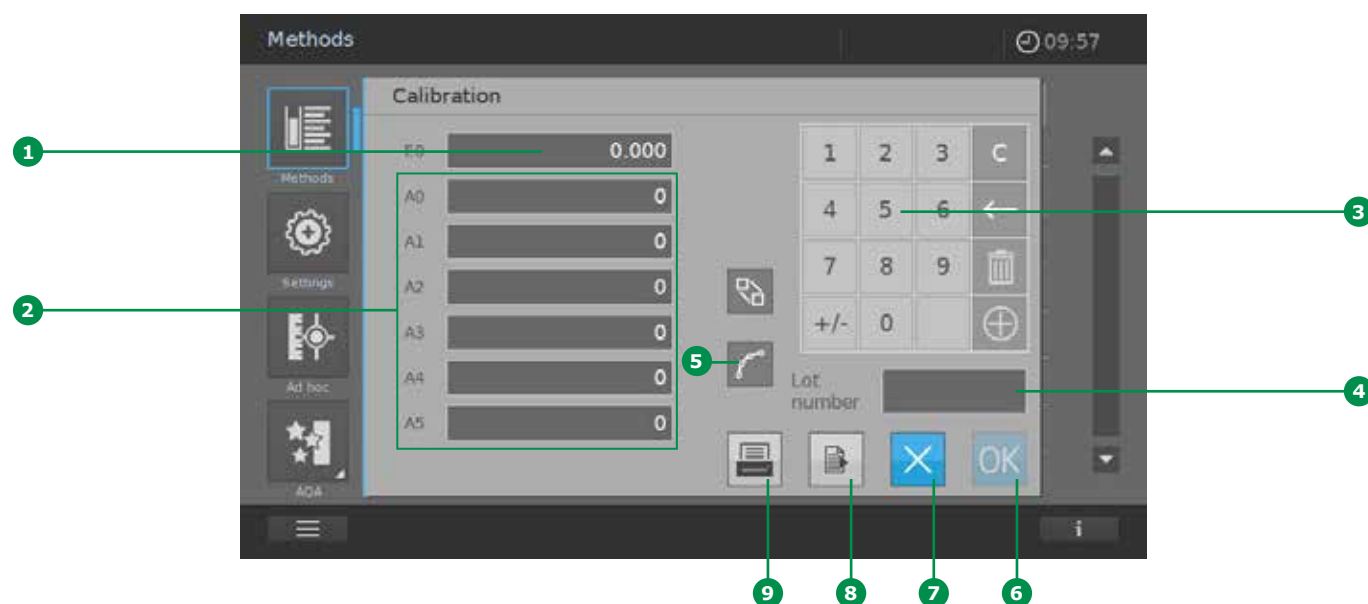 Methods
09:57
Methods
Settings
Ad hoc
AQA
Calibration
E0 0.000
A0 0
A1 0
A2 0
A3 0
A4 0
A5 0
1 2 3 C
4 5 6
7 8 9
+/- 0
Lot
number
OK
i
1
2
3
4
5
6
7
8
9